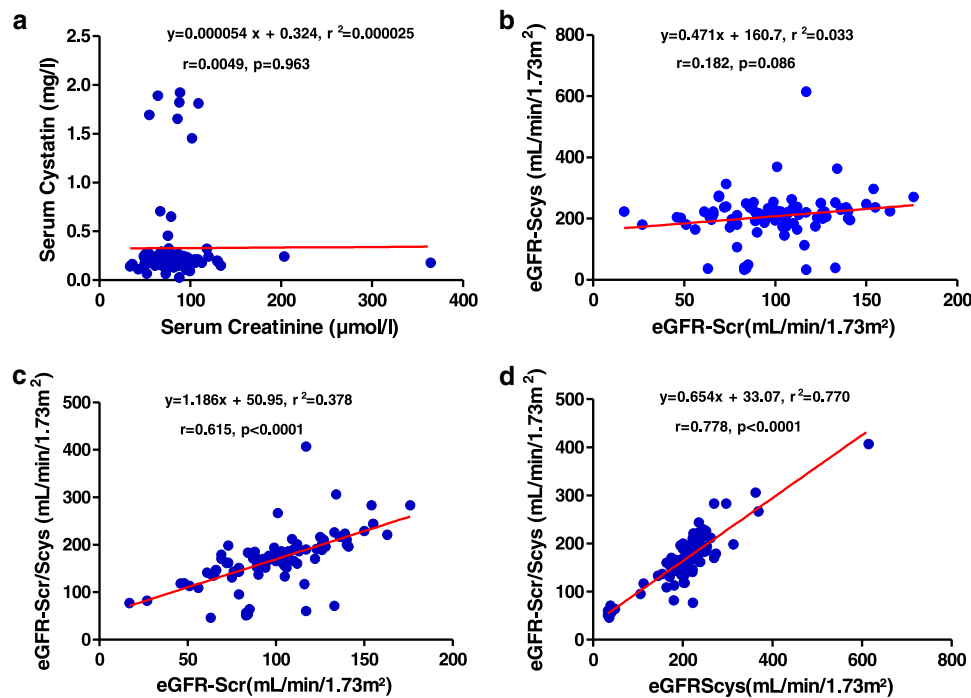 a
y=0.000054 x + 0.324, r²=0.000025
r=0.0049, p=0.963
Serum Cystatin (mg/l)
2.5
2.0
1.5
1.0
0.5
0.0
0 100 200 300 400
Serum Creatinine (µmol/l)
b
y=0.471x + 160.7, r²=0.033
r=0.182, p=0.086
eGFR-Scys (mL/min/1.73m²)
800
600
400
200
0
0 50 100 150 200
eGFR-Scr(mL/min/1.73m²)
c
y=1.186x + 50.95, r²=0.378
r=0.615, p<0.0001
eGFR-Scr/Scys (mL/min/1.73m²)
500
400
300
200
100
0
0 50 100 150 200
eGFR-Scr(mL/min/1.73m²)
d
y=0.654x + 33.07, r²=0.770
r=0.778, p<0.0001
eGFR-Scr/Scys (mL/min/1.73m²)
500
400
300
200
100
0
0 200 400 600 800
eGFRScys(mL/min/1.73m²)